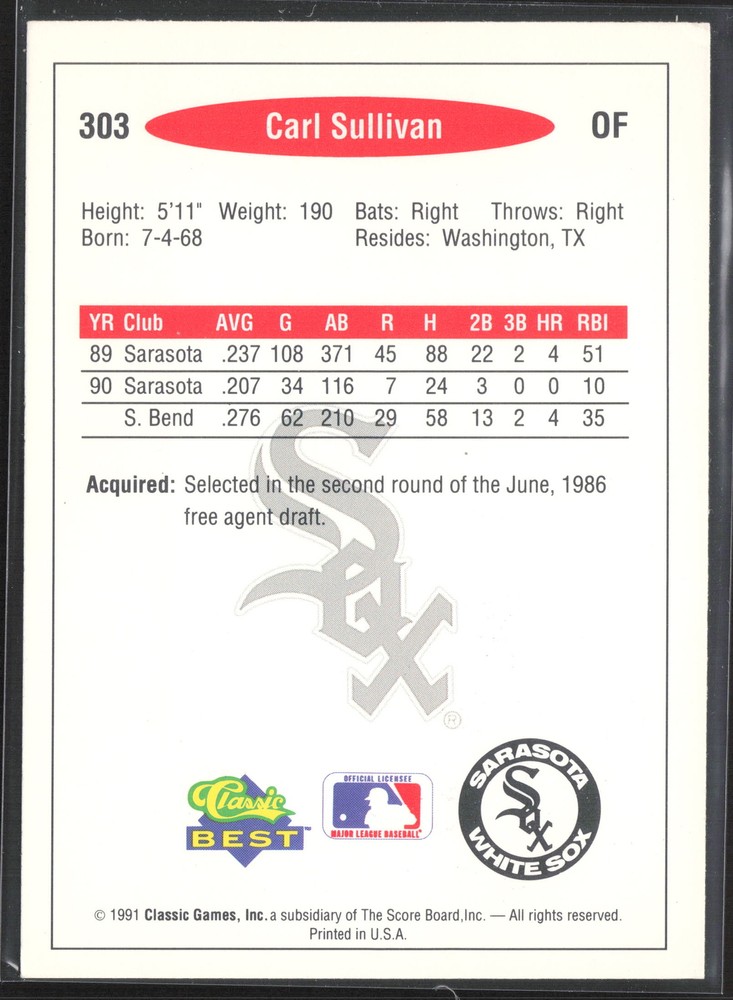 303 Carl Sullivan OF
Height: 5'11" Weight: 190 Bats: Right Throws: Right
Born: 7-4-68 Resides: Washington, TX
YR Club AVG G AB R H 2B 3B HR RBI
89 Sarasota .237 108 371 45 88 22 2 4 51
90 Sarasota .207 34 116 7 24 3 0 0 10
S. Bend .276 62 210 29 58 13 2 4 35
Acquired: Selected in the second round of the June, 1986
free agent draft.
Sox
®
Classic
BEST™
OFFICIAL LICENSEE
MAJOR LEAGUE BASEBALL®
SARASOTA
Sox
WHITE SOX
© 1991 Classic Games, Inc. a subsidiary of The Score Board,Inc. — All rights reserved.
Printed in U.S.A.